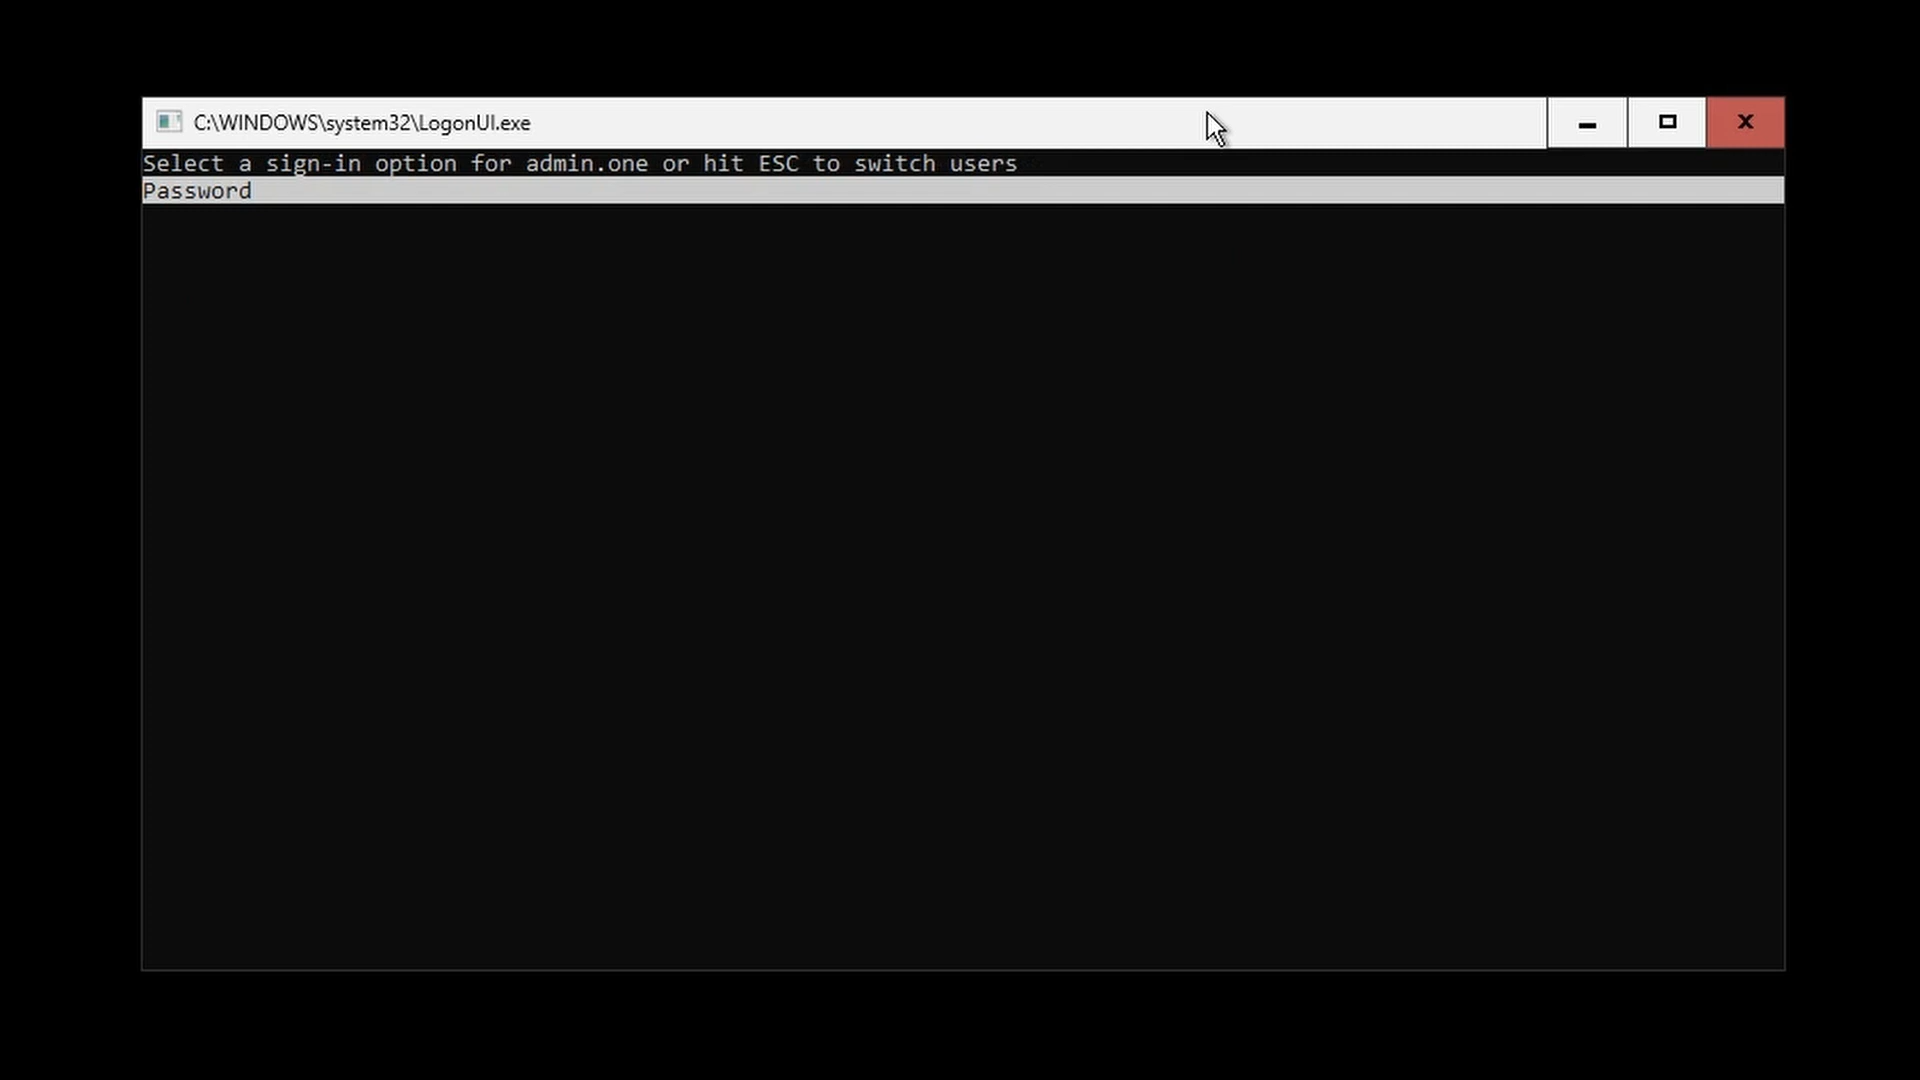 C:\WINDOWS\system32\LogonUI.exe
Select a sign-in option for admin.one or hit ESC to switch users
Password